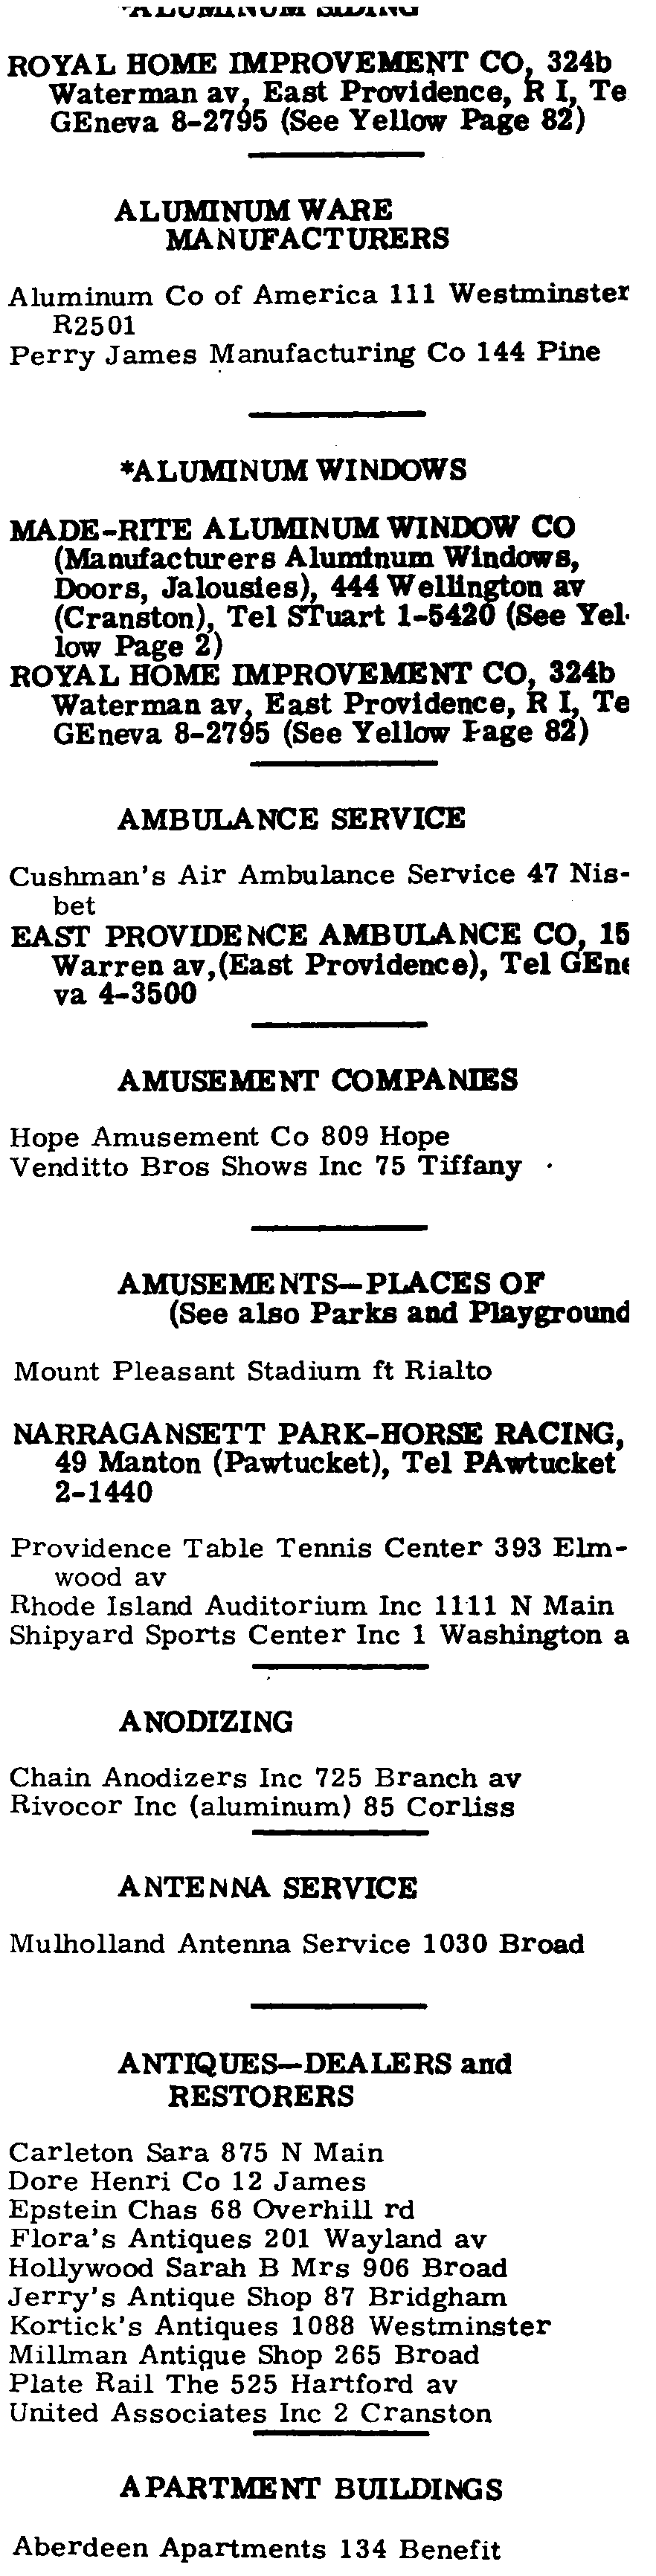 *ALUMINUM SIDING
ROYAL HOME IMPROVEMENT CO, 324b
Waterman av, East Providence, R I, Te
GEneva 8-2795 (See Yellow Page 82)
ALUMINUM WARE
MANUFACTURERS
Aluminum Co of America 111 Westminster
R2501
Perry James Manufacturing Co 144 Pine
*ALUMINUM WINDOWS
MADE-RITE ALUMINUM WINDOW CO
(Manufacturers Aluminum Windows,
Doors, Jalousies), 444 Wellington av
(Cranston), Tel STuart 1-5420 (See Yel-
low Page 2)
ROYAL HOME IMPROVEMENT CO, 324b
Waterman av, East Providence, R I, Te
GEneva 8-2795 (See Yellow Page 82)
AMBULANCE SERVICE
Cushman's Air Ambulance Service 47 Nis-
bet
EAST PROVIDENCE AMBULANCE CO, 15
Warren av,(East Providence), Tel GEne
va 4-3500
AMUSEMENT COMPANIES
Hope Amusement Co 809 Hope
Venditto Bros Shows Inc 75 Tiffany
AMUSEMENTS—PLACES OF
(See also Parks and Playground
Mount Pleasant Stadium ft Rialto
NARRAGANSETT PARK-HORSE RACING,
49 Manton (Pawtucket), Tel PAwtucket
2-1440
Providence Table Tennis Center 393 Elm-
wood av
Rhode Island Auditorium Inc 1111 N Main
Shipyard Sports Center Inc 1 Washington a
ANODIZING
Chain Anodizers Inc 725 Branch av
Rivocor Inc (aluminum) 85 Corliss
ANTENNA SERVICE
Mulholland Antenna Service 1030 Broad
ANTIQUES—DEALERS and
RESTORERS
Carleton Sara 875 N Main
Dore Henri Co 12 James
Epstein Chas 68 Overhill rd
Flora's Antiques 201 Wayland av
Hollywood Sarah B Mrs 906 Broad
Jerry's Antique Shop 87 Bridgham
Kortick's Antiques 1088 Westminster
Millman Antique Shop 265 Broad
Plate Rail The 525 Hartford av
United Associates Inc 2 Cranston
APARTMENT BUILDINGS
Aberdeen Apartments 134 Benefit